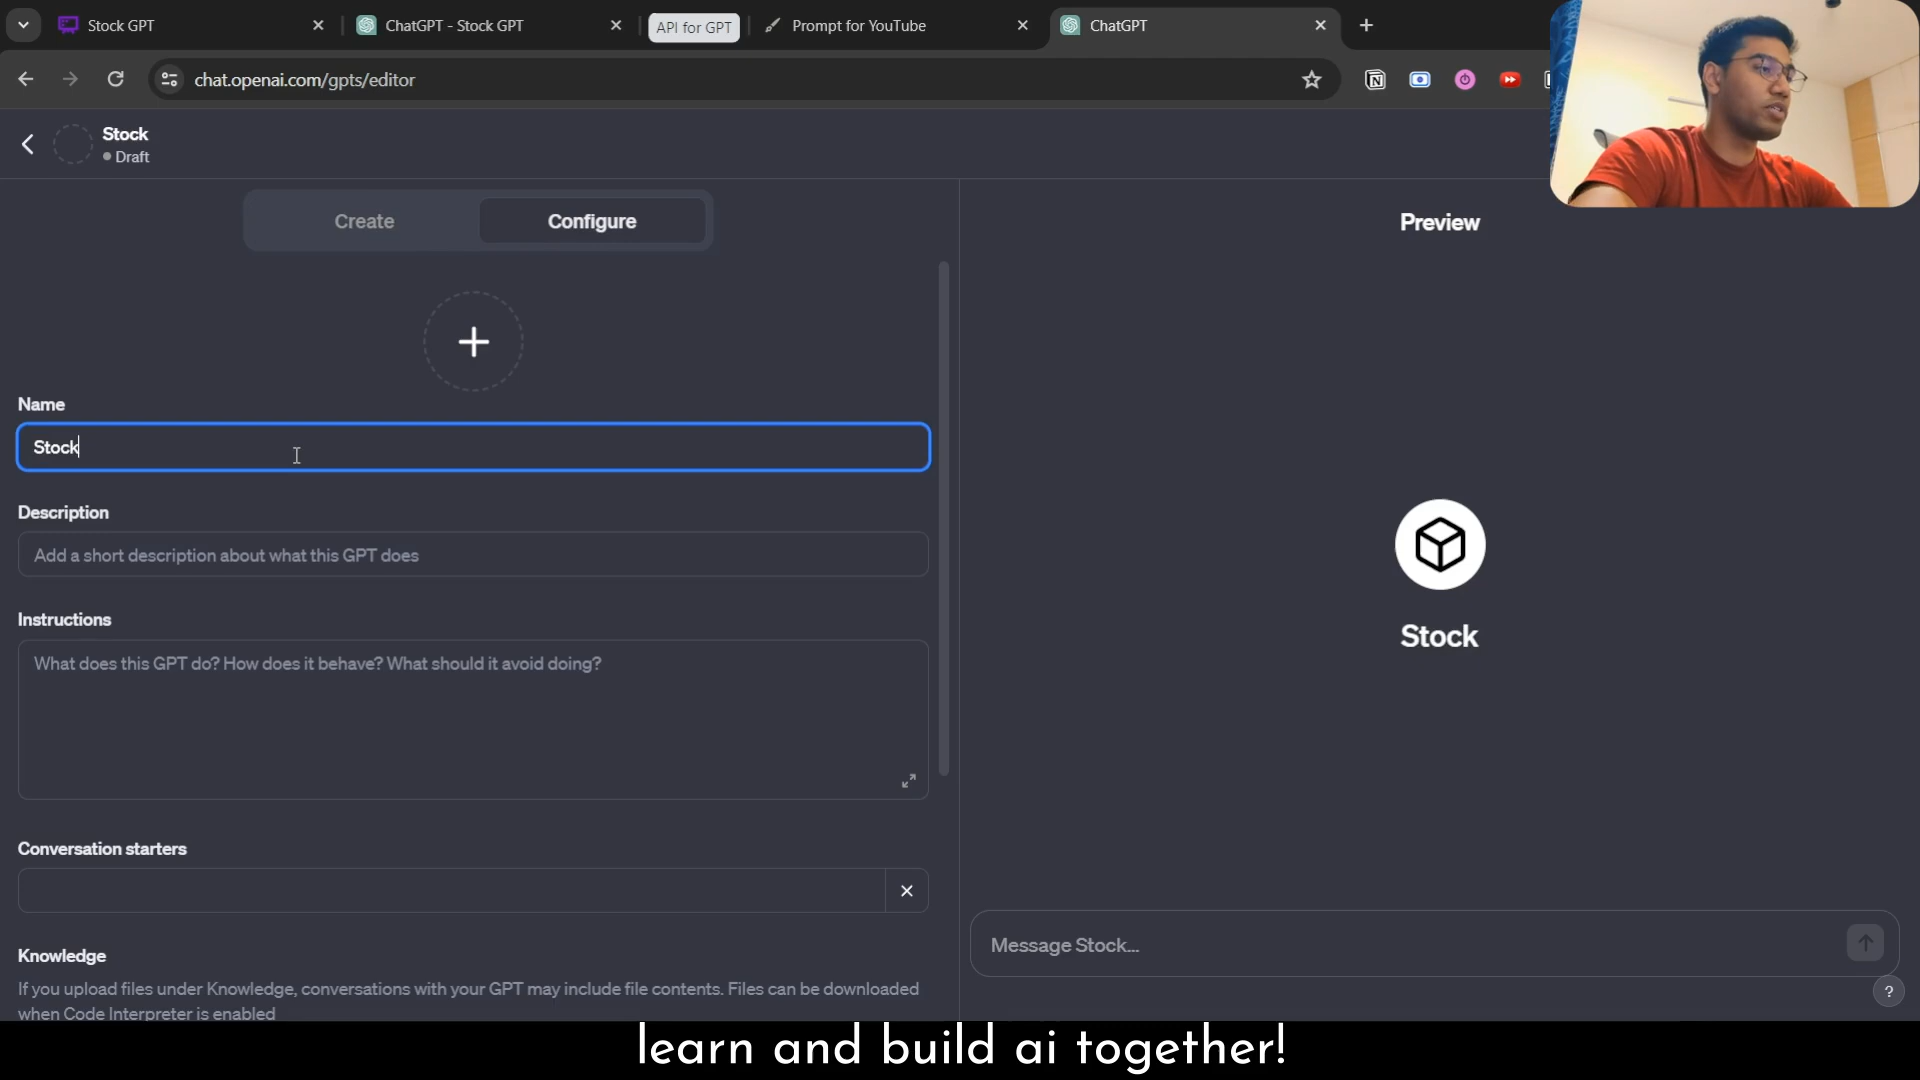 Stock GPT
ChatGPT - Stock GPT
API for GPT
Prompt for YouTube
ChatGPT
chat.openai.com/gpts/editor
Stock
Draft
Create
Configure
Preview
Name
Stock
Description
Add a short description about what this GPT does
Instructions
What does this GPT do? How does it behave? What should it avoid doing?
Stock
Conversation starters
Message Stock...
Knowledge
If you upload files under Knowledge, conversations with your GPT may include file contents. Files can be downloaded
when Code Interpreter is enabled
?
learn and build ai together!